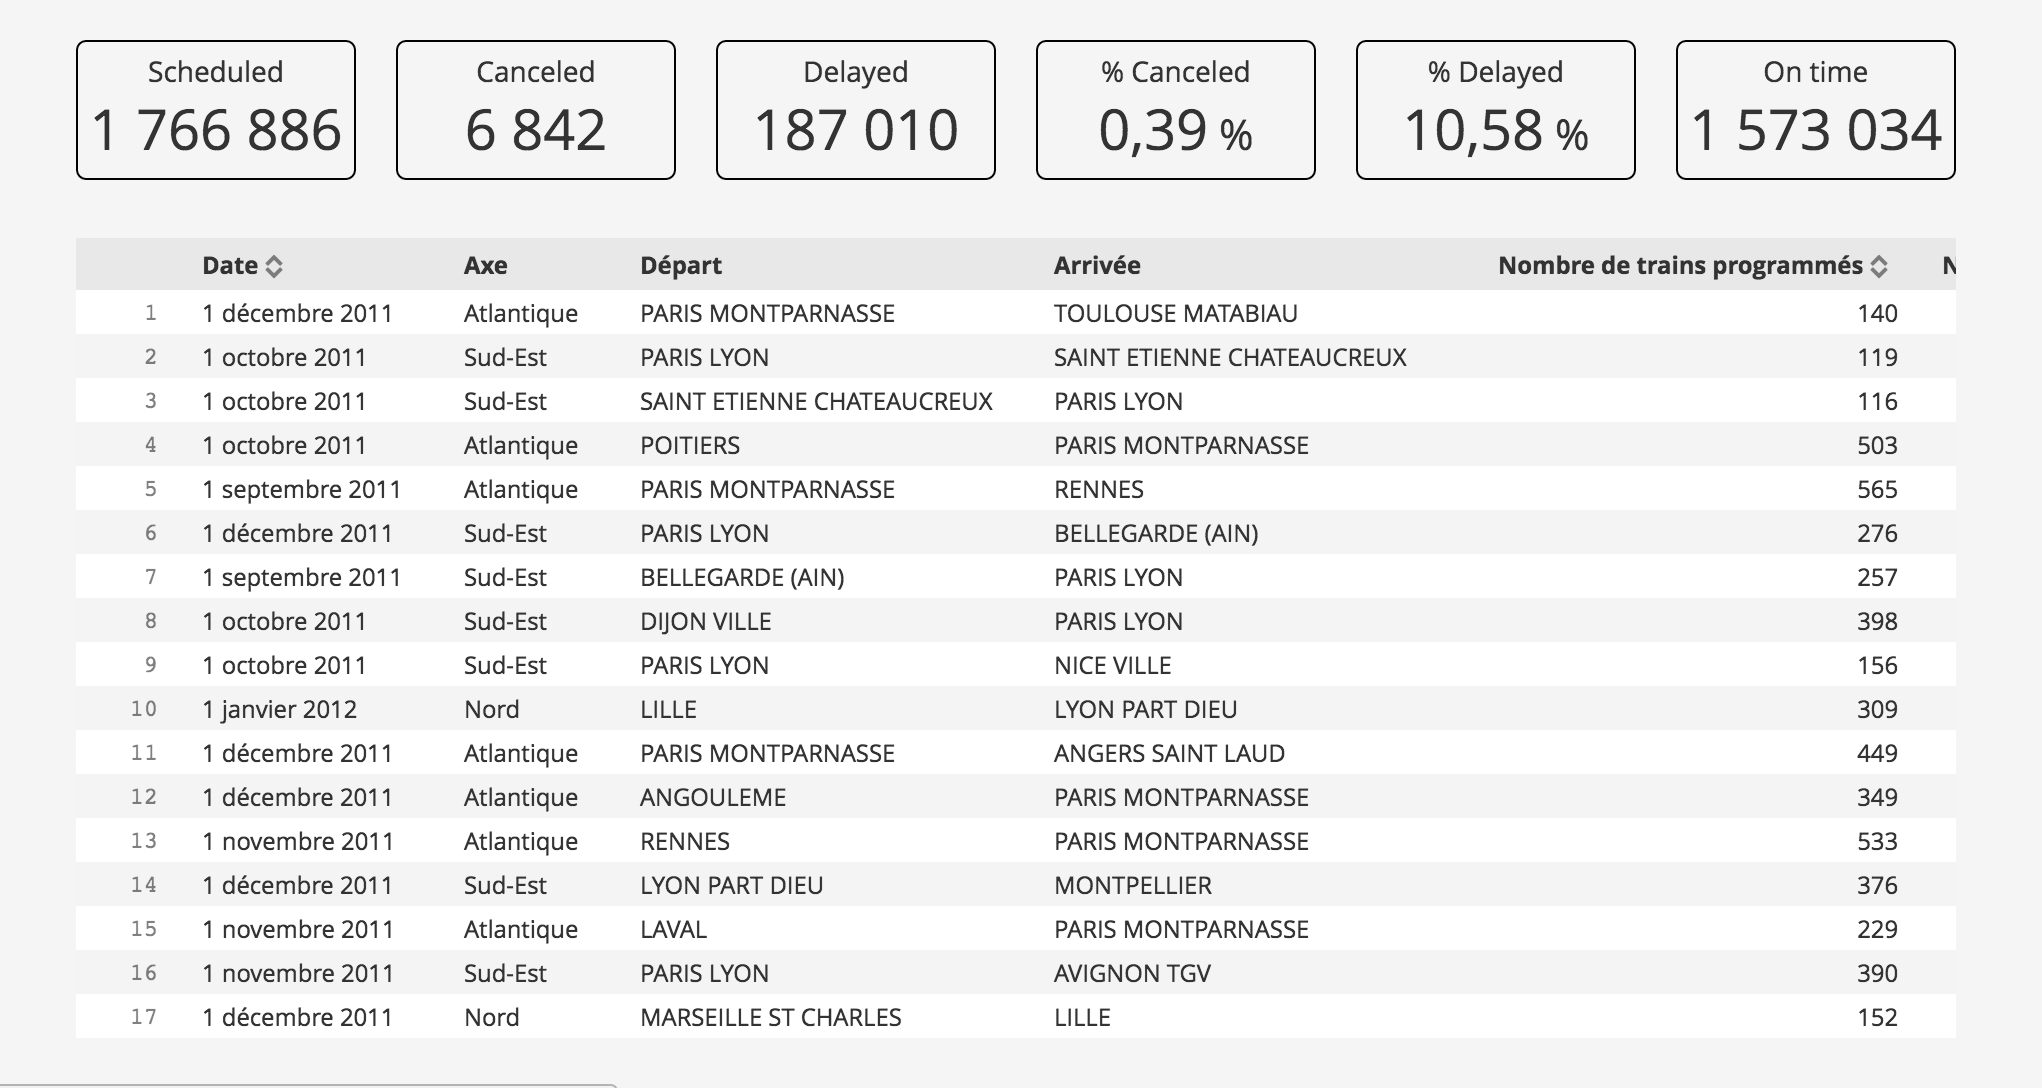 Scheduled Canceled Delayed % Canceled % Delayed On time
1 766 886 6 842 187 010 0,39 % 10,58 % 1 573 034
Date Axe Départ Arrivée Nombre de trains programmés N
1 1 décembre 2011 Atlantique PARIS MONTPARNASSE TOULOUSE MATABIAU 140
2 1 octobre 2011 Sud-Est PARIS LYON SAINT ETIENNE CHATEAUCREUX 119
3 1 octobre 2011 Sud-Est SAINT ETIENNE CHATEAUCREUX PARIS LYON 116
4 1 octobre 2011 Atlantique POITIERS PARIS MONTPARNASSE 503
5 1 septembre 2011 Atlantique PARIS MONTPARNASSE RENNES 565
6 1 décembre 2011 Sud-Est PARIS LYON BELLEGARDE (AIN) 276
7 1 septembre 2011 Sud-Est BELLEGARDE (AIN) PARIS LYON 257
8 1 octobre 2011 Sud-Est DIJON VILLE PARIS LYON 398
9 1 octobre 2011 Sud-Est PARIS LYON NICE VILLE 156
10 1 janvier 2012 Nord LILLE LYON PART DIEU 309
11 1 décembre 2011 Atlantique PARIS MONTPARNASSE ANGERS SAINT LAUD 449
12 1 décembre 2011 Atlantique ANGOULEME PARIS MONTPARNASSE 349
13 1 novembre 2011 Atlantique RENNES PARIS MONTPARNASSE 533
14 1 décembre 2011 Sud-Est LYON PART DIEU MONTPELLIER 376
15 1 novembre 2011 Atlantique LAVAL PARIS MONTPARNASSE 229
16 1 novembre 2011 Sud-Est PARIS LYON AVIGNON TGV 390
17 1 décembre 2011 Nord MARSEILLE ST CHARLES LILLE 152